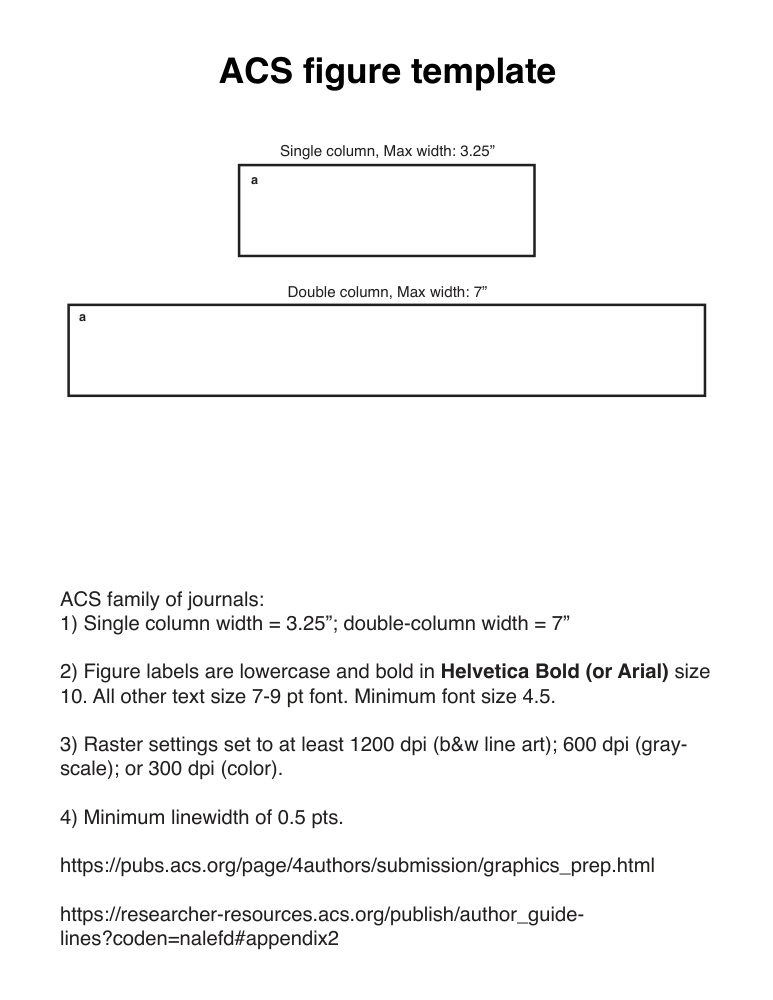 ACS figure template
Single column, Max width: 3.25”
a
Double column, Max width: 7”
a
ACS family of journals:
1) Single column width = 3.25”; double-column width = 7”
2) Figure labels are lowercase and bold in Helvetica Bold (or Arial) size
10. All other text size 7-9 pt font. Minimum font size 4.5.
3) Raster settings set to at least 1200 dpi (b&w line art); 600 dpi (gray-
scale); or 300 dpi (color).
4) Minimum linewidth of 0.5 pts.
https://pubs.acs.org/page/4authors/submission/graphics_prep.html
https://researcher-resources.acs.org/publish/author_guide-
lines?coden=nalefd#appendix2